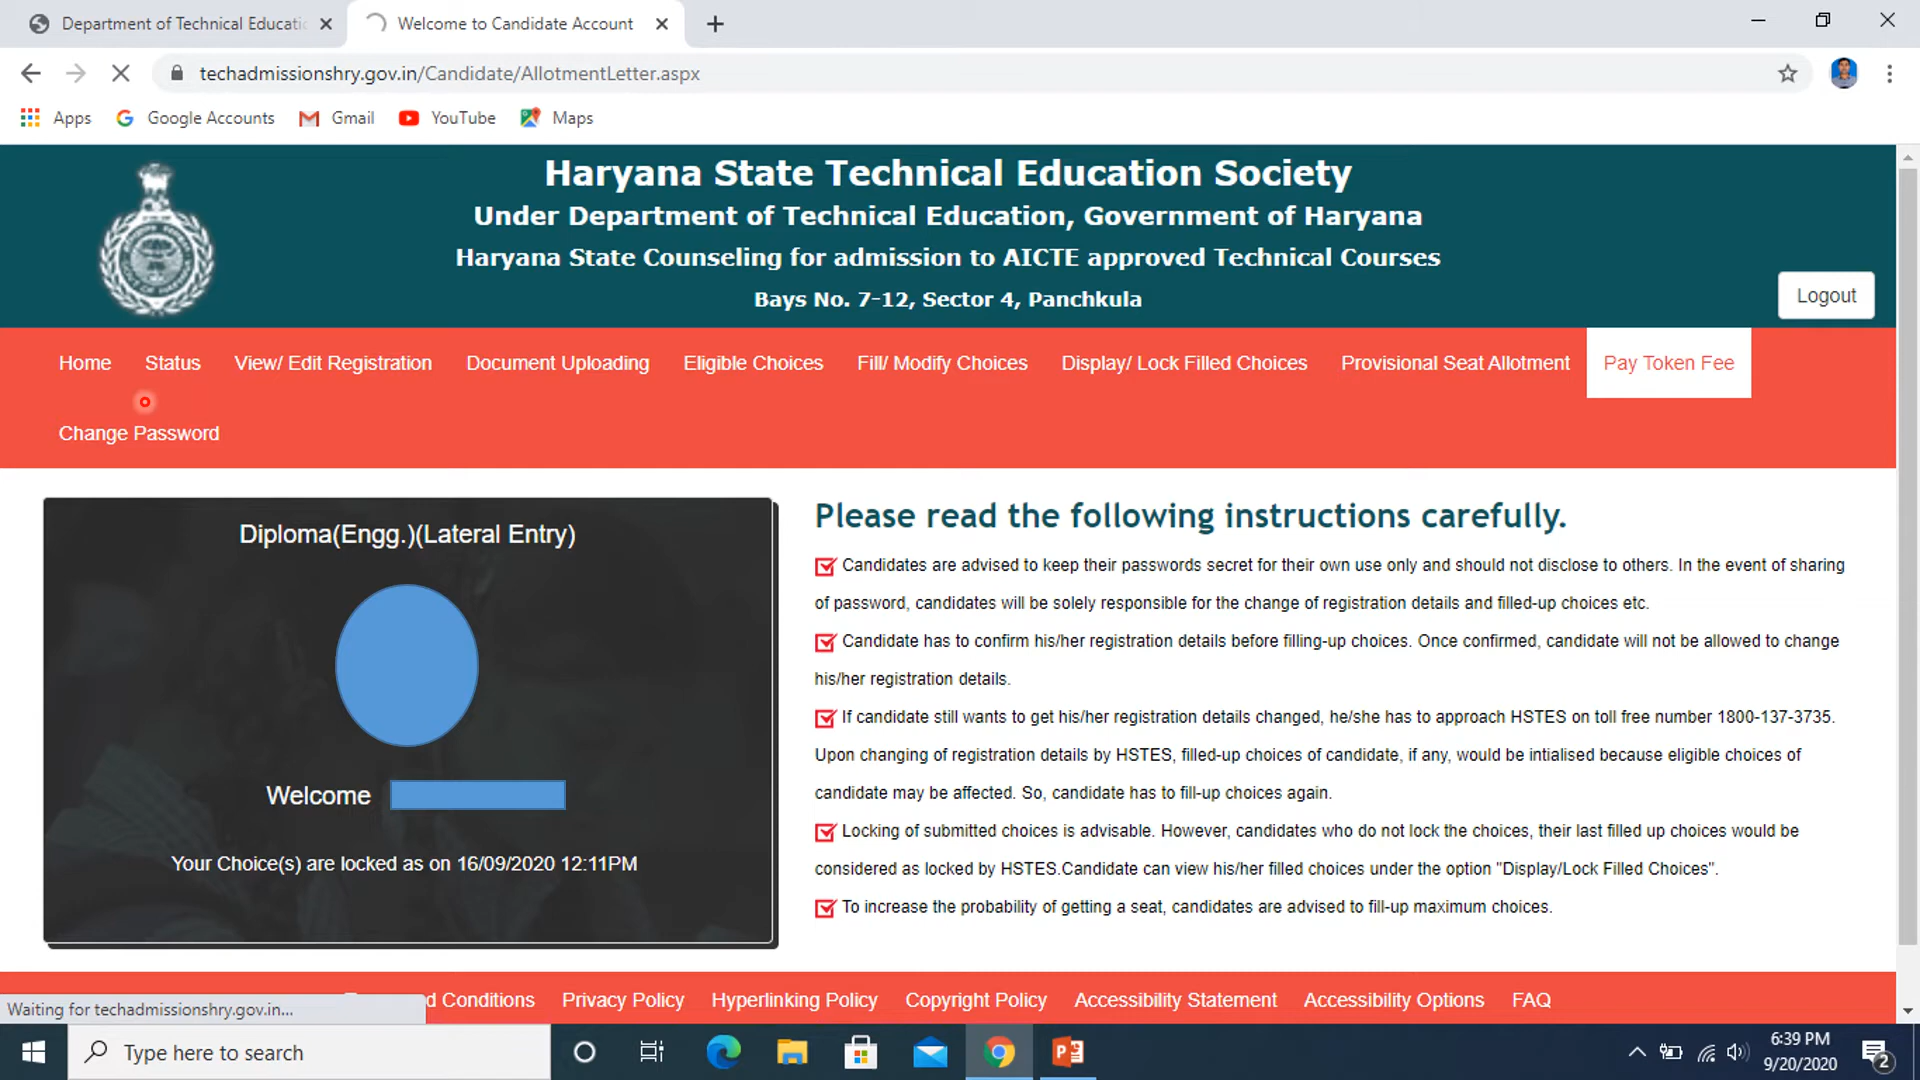 Department of Technical Educati
Welcome to Candidate Account
techadmissionshry.gov.in/Candidate/AllotmentLetter.aspx
Apps Google Accounts Gmail YouTube Maps
Haryana State Technical Education Society
Under Department of Technical Education, Government of Haryana
Haryana State Counseling for admission to AICTE approved Technical Courses
Bays No. 7-12, Sector 4, Panchkula
Logout
Home Status View/ Edit Registration Document Uploading Eligible Choices Fill/ Modify Choices Display/ Lock Filled Choices Provisional Seat Allotment Pay Token Fee
Change Password
Diploma(Engg.)(Lateral Entry)
Welcome
Your Choice(s) are locked as on 16/09/2020 12:11PM
Please read the following instructions carefully.
Candidates are advised to keep their passwords secret for their own use only and should not disclose to others. In the event of sharing
of password, candidates will be solely responsible for the change of registration details and filled-up choices etc.
Candidate has to confirm his/her registration details before filling-up choices. Once confirmed, candidate will not be allowed to change
his/her registration details.
If candidate still wants to get his/her registration details changed, he/she has to approach HSTES on toll free number 1800-137-3735.
Upon changing of registration details by HSTES, filled-up choices of candidate, if any, would be intialised because eligible choices of
candidate may be affected. So, candidate has to fill-up choices again.
Locking of submitted choices is advisable. However, candidates who do not lock the choices, their last filled up choices would be
considered as locked by HSTES.Candidate can view his/her filled choices under the option "Display/Lock Filled Choices".
To increase the probability of getting a seat, candidates are advised to fill-up maximum choices.
d Conditions Privacy Policy Hyperlinking Policy Copyright Policy Accessibility Statement Accessibility Options FAQ
Waiting for techadmissionshry.gov.in...
Type here to search
6:39 PM
9/20/2020
2